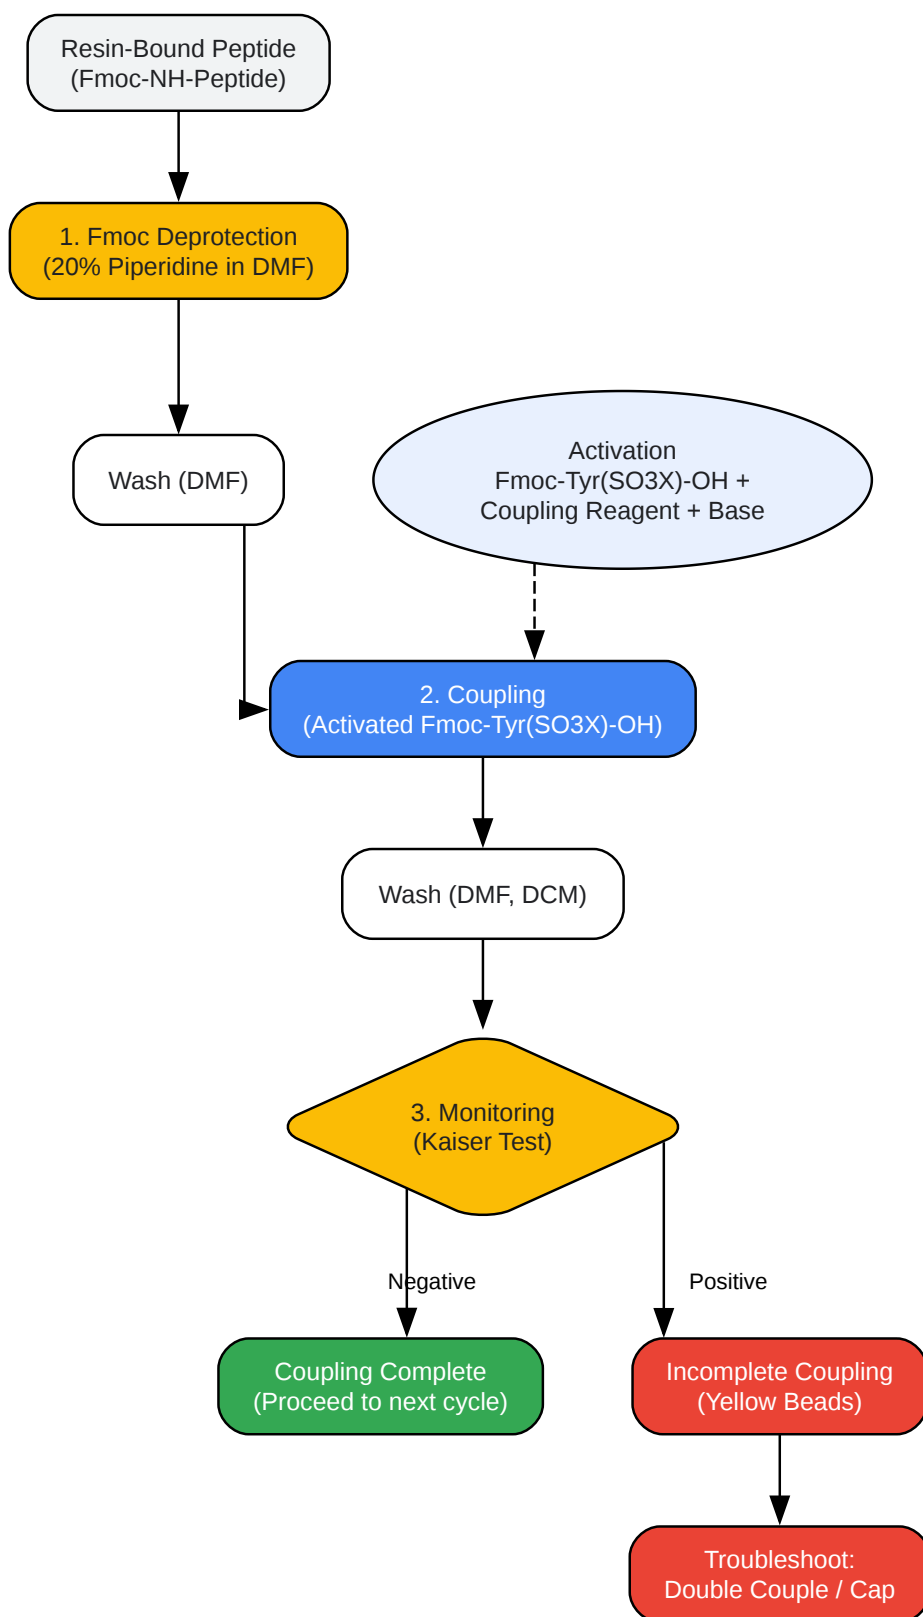 Resin-Bound Peptide
(Fmoc-NH-Peptide)
1. Fmoc Deprotection
(20% Piperidine in DMF)
Wash (DMF)
Activation
Fmoc-Tyr(SO3X)-OH +
Coupling Reagent + Base
2. Coupling
(Activated Fmoc-Tyr(SO3X)-OH)
Wash (DMF, DCM)
3. Monitoring
(Kaiser Test)
Negative
Positive
Coupling Complete
(Proceed to next cycle)
Incomplete Coupling
(Yellow Beads)
Troubleshoot:
Double Couple / Cap